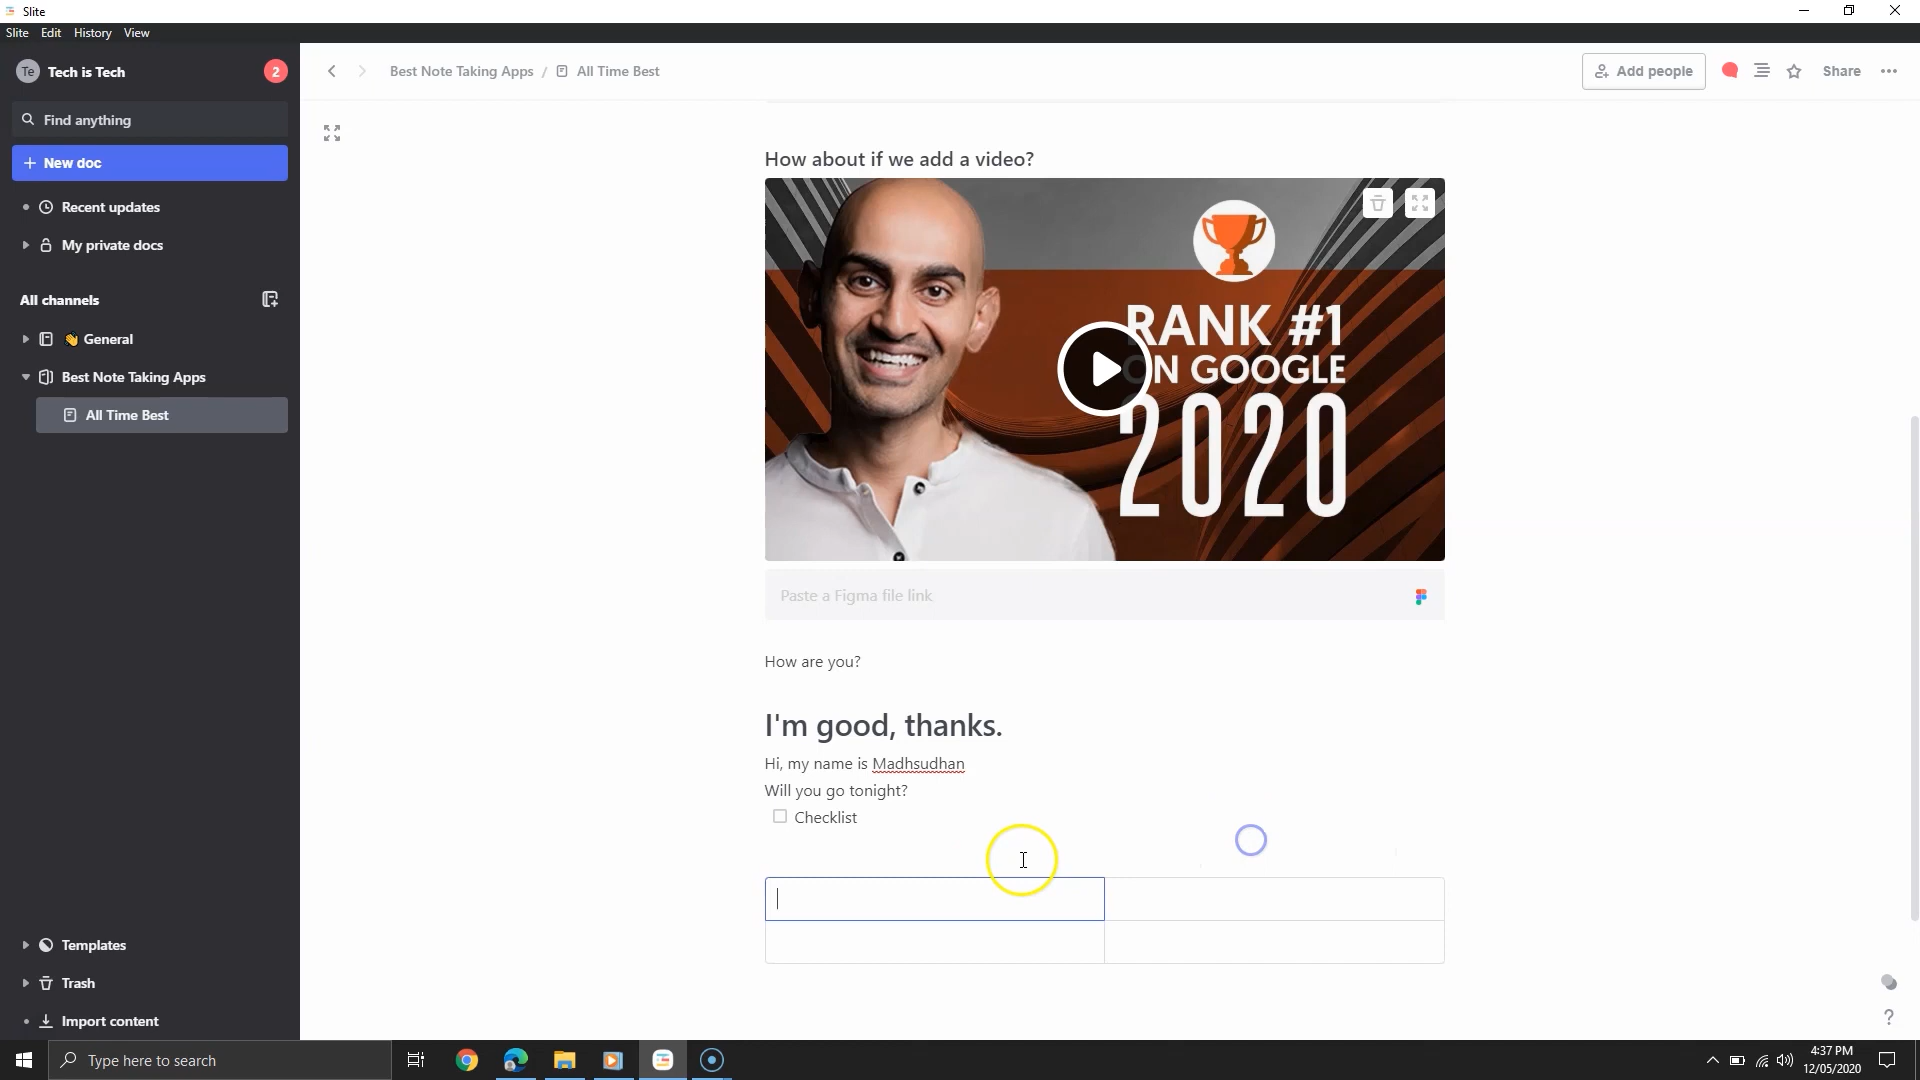 Slite
Slite Edit History View
Te Tech is Tech 2
Find anything
+ New doc
Recent updates
My private docs
All channels
👋 General
Best Note Taking Apps
All Time Best
Templates
Trash
Import content
Best Note Taking Apps / All Time Best
Add people
Share
How about if we add a video?
RANK #1
ON GOOGLE
2020
Paste a Figma file link
How are you?
I'm good, thanks.
Hi, my name is Madhsudhan
Will you go tonight?
Checklist
?
Type here to search
4:37 PM
12/05/2020